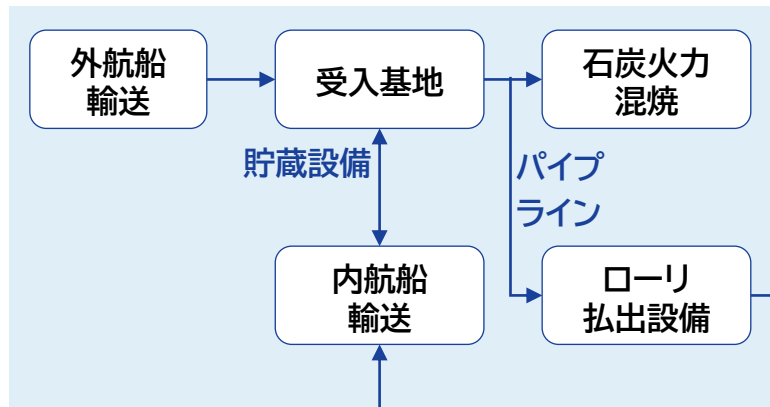 外航船
輸送
受入基地
石炭火力
混焼
貯蔵設備
パイプ
ライン
内航船
輸送
ローリ
払出設備